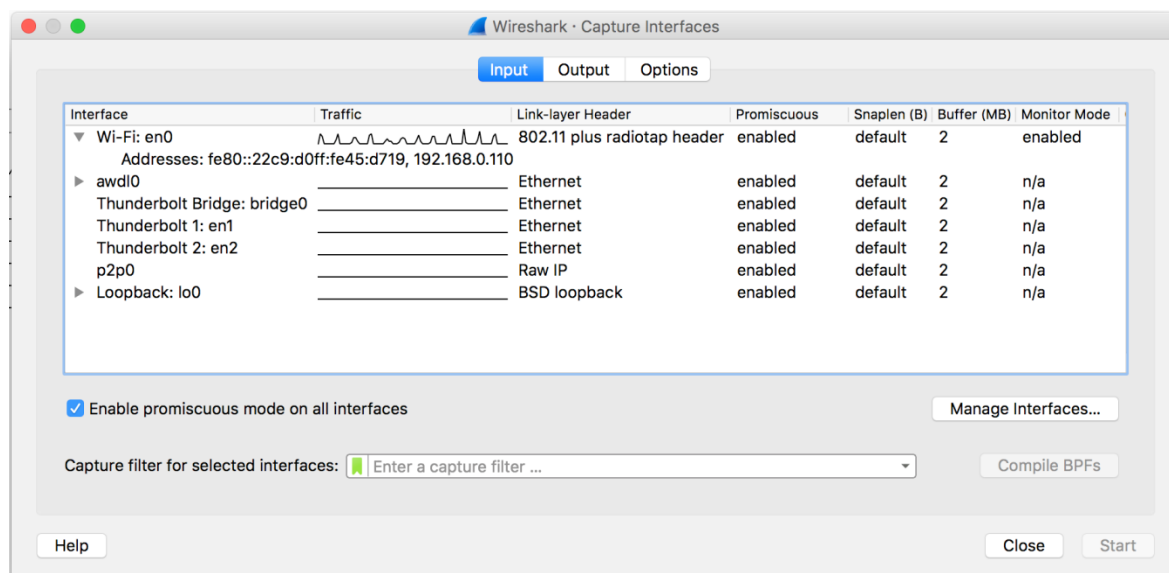 Wireshark · Capture Interfaces
Input Output Options
Interface Traffic Link-layer Header Promiscuous Snaplen (B) Buffer (MB) Monitor Mode
Wi-Fi: en0 802.11 plus radiotap header enabled default 2 enabled
Addresses: fe80::22c9:d0ff:fe45:d719, 192.168.0.110
awdl0 Ethernet enabled default 2 n/a
Thunderbolt Bridge: bridge0 Ethernet enabled default 2 n/a
Thunderbolt 1: en1 Ethernet enabled default 2 n/a
Thunderbolt 2: en2 Ethernet enabled default 2 n/a
p2p0 Raw IP enabled default 2 n/a
Loopback: lo0 BSD loopback enabled default 2 n/a
Enable promiscuous mode on all interfaces Manage Interfaces...
Capture filter for selected interfaces: Enter a capture filter ... Compile BPFs
Help Close Start